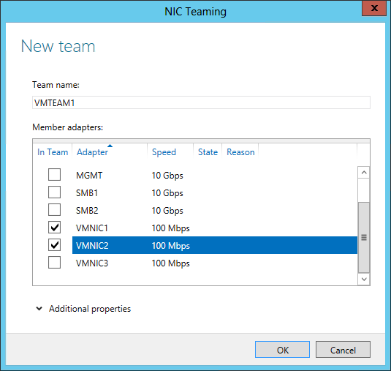 NIC Teaming
x
New team
Team name:
VMTEAM1
Member adapters:
In Team Adapter Speed State Reason
MGMT 10 Gbps
SMB1 10 Gbps
SMB2 10 Gbps
VMNIC1 100 Mbps
VMNIC2 100 Mbps
VMNIC3 100 Mbps
Additional properties
OK Cancel